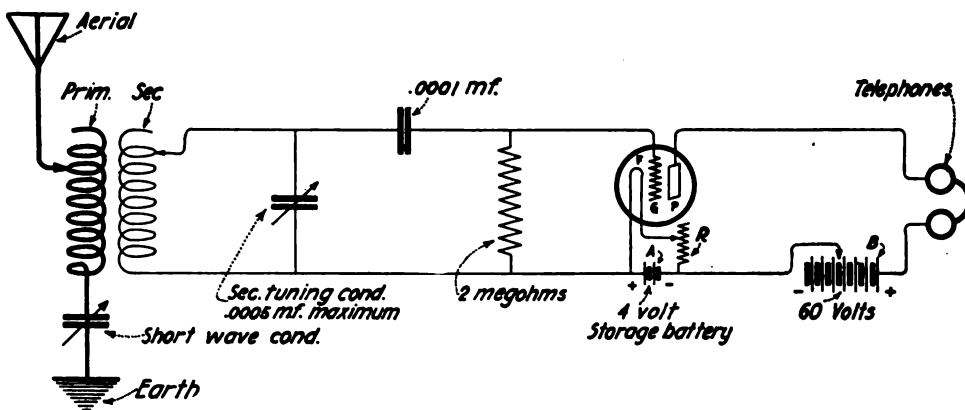 Aerial
Prim.
Sec
.0001 mf.
Telephones
F
G
P
R
A
B
+
-
-
+
Sec. tuning cond.
.0005 mf. maximum
2 megohms
4 volt
Storage battery
60 Volts
Short wave cond.
Earth